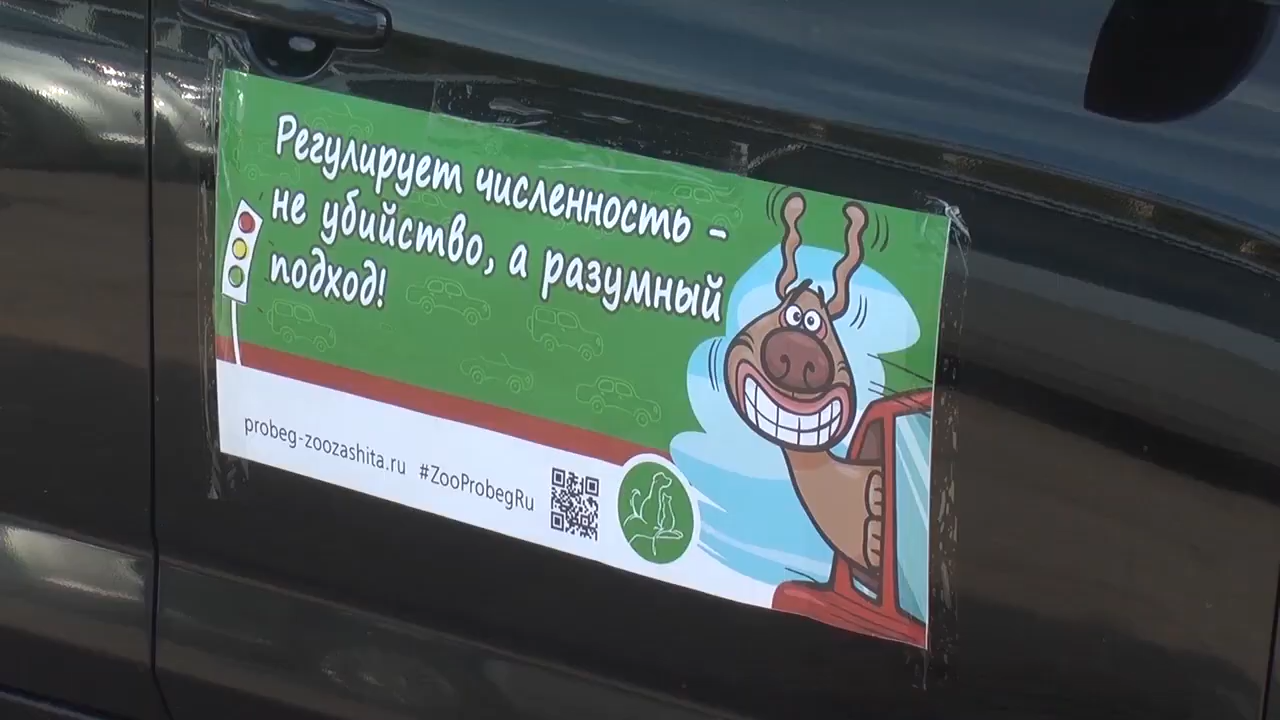 Регулирует численность -
не убийство, а разумный
подход!
probeg-zoozashita.ru #ZooProbegRu